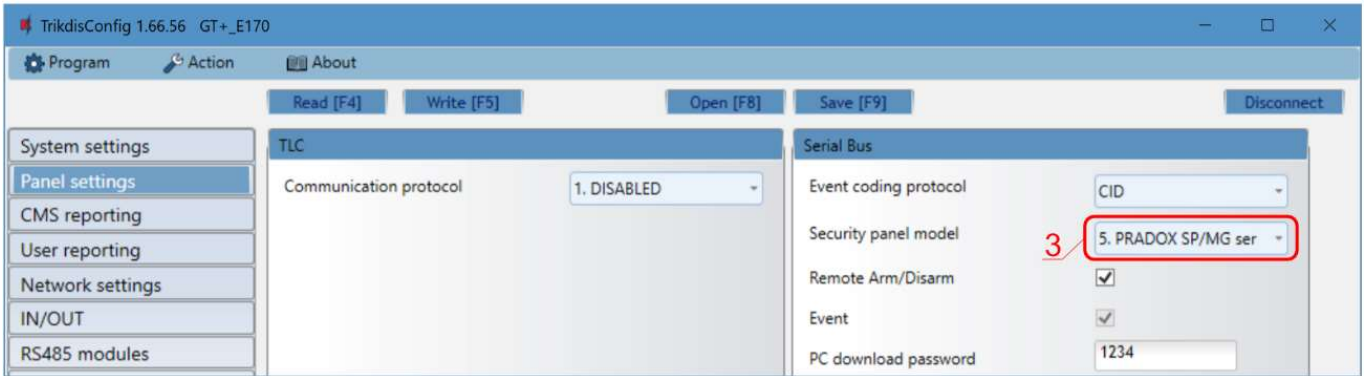 TrikdisConfig 1.66.56 GT+_E170
Program Action About
Read [F4] Write [F5] Open [F8] Save [F9] Disconnect
System settings
Panel settings
CMS reporting
User reporting
Network settings
IN/OUT
RS485 modules
TLC
Communication protocol 1. DISABLED
Serial Bus
Event coding protocol CID
Security panel model 3 5. PRADOX SP/MG ser
Remote Arm/Disarm
Event
PC download password 1234